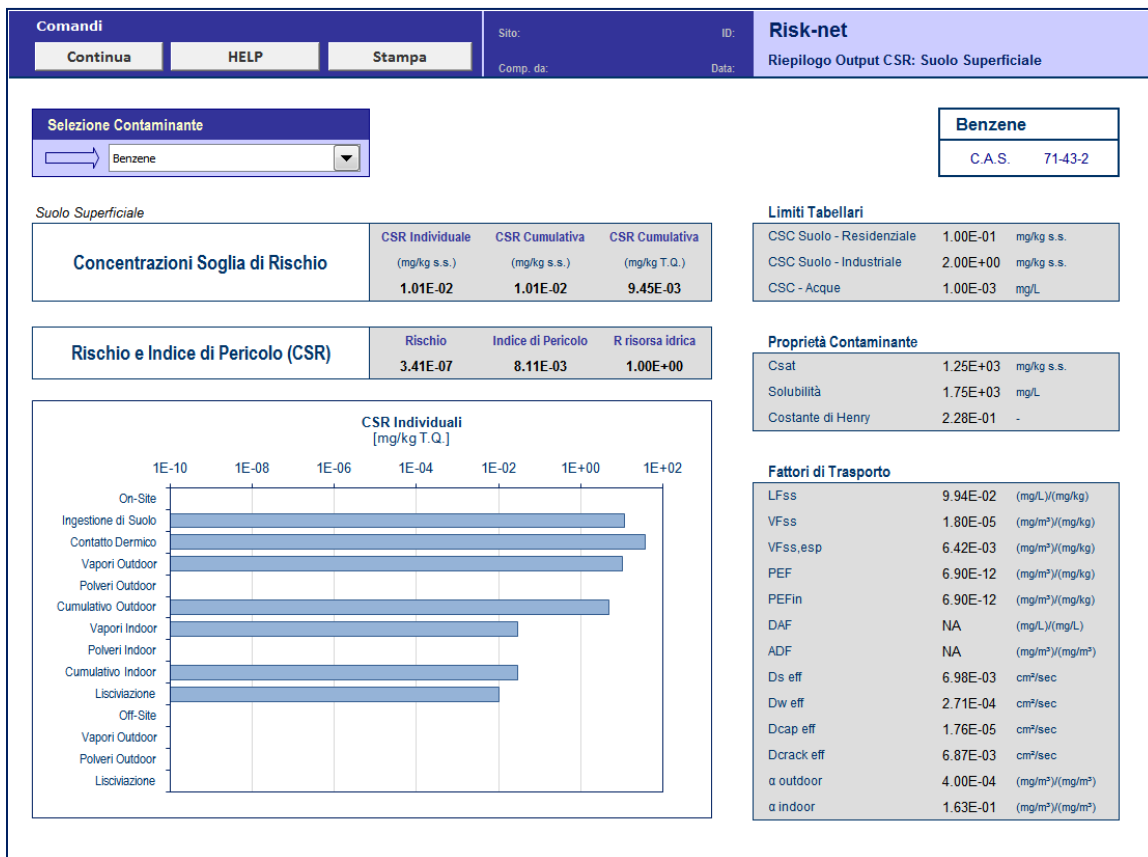 Comandi
Continua HELP Stampa
Sito: ID:
Comp. da: Data:
Risk-net
Riepilogo Output CSR: Suolo Superficiale
Selezione Contaminante
Benzene
Benzene
C.A.S. 71-43-2
Suolo Superficiale
Concentrazioni Soglia di Rischio
CSR Individuale CSR Cumulativa CSR Cumulativa
(mg/kg s.s.) (mg/kg s.s.) (mg/kg T.Q.)
1.01E-02 1.01E-02 9.45E-03
Rischio e Indice di Pericolo (CSR)
Rischio Indice di Pericolo R risorsa idrica
3.41E-07 8.11E-03 1.00E+00
CSR Individuali
[mg/kg T.Q.]
1E-10 1E-08 1E-06 1E-04 1E-02 1E+00 1E+02
On-Site
Ingestione di Suolo
Contatto Dermico
Vapori Outdoor
Polveri Outdoor
Cumulativo Outdoor
Vapori Indoor
Polveri Indoor
Cumulativo Indoor
Lisciviazione
Off-Site
Vapori Outdoor
Polveri Outdoor
Lisciviazione
Limiti Tabellari
CSC Suolo - Residenziale 1.00E-01 mg/kg s.s.
CSC Suolo - Industriale 2.00E+00 mg/kg s.s.
CSC - Acque 1.00E-03 mg/L
Proprietà Contaminante
Csat 1.25E+03 mg/kg s.s.
Solubilità 1.75E+03 mg/L
Costante di Henry 2.28E-01 -
Fattori di Trasporto
LFss 9.94E-02 (mg/L)/(mg/kg)
VFss 1.80E-05 (mg/m³)/(mg/kg)
VFss,esp 6.42E-03 (mg/m³)/(mg/kg)
PEF 6.90E-12 (mg/m³)/(mg/kg)
PEFin 6.90E-12 (mg/m³)/(mg/kg)
DAF NA (mg/L)/(mg/L)
ADF NA (mg/m³)/(mg/m³)
Ds eff 6.98E-03 cm²/sec
Dw eff 2.71E-04 cm²/sec
Dcap eff 1.76E-05 cm²/sec
Dcrack eff 6.87E-03 cm²/sec
α outdoor 4.00E-04 (mg/m³)/(mg/m³)
α indoor 1.63E-01 (mg/m³)/(mg/m³)